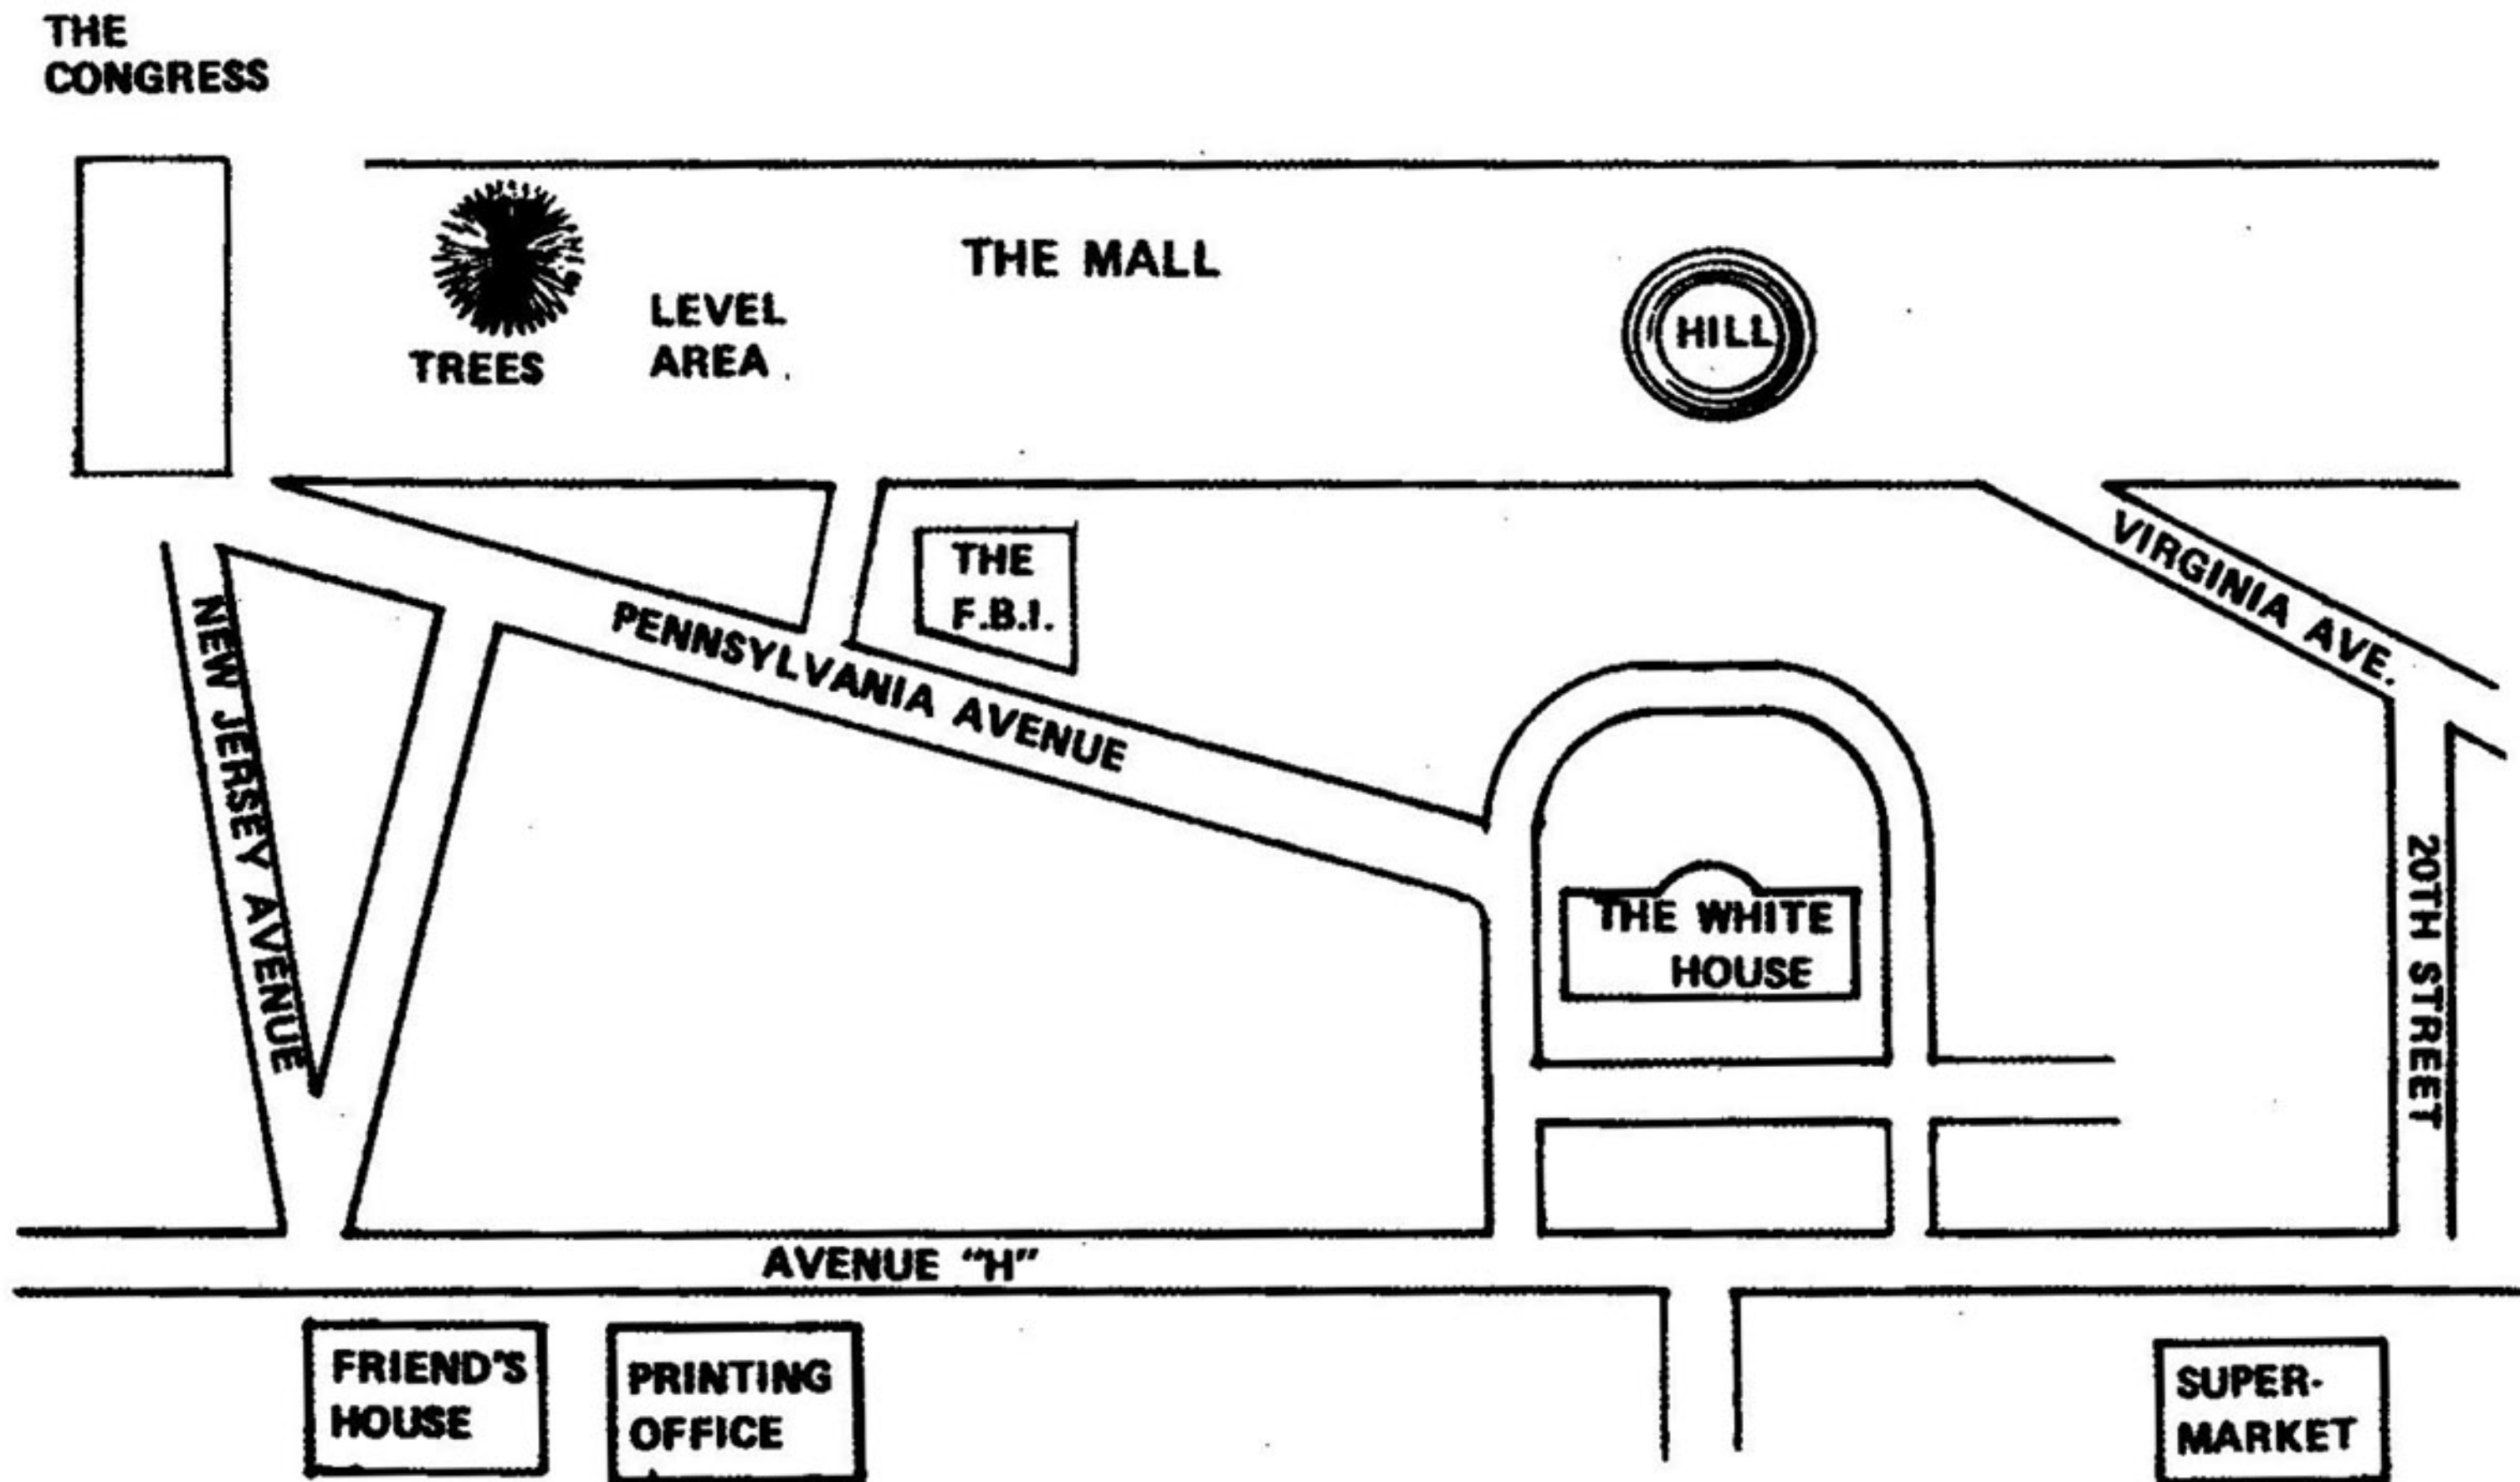 THE
CONGRESS
THE MALL
LEVEL
AREA
TREES
HILL
THE
F.B.I.
VIRGINIA AVE.
PENNSYLVANIA AVENUE
NEW JERSEY AVENUE
THE WHITE
HOUSE
20TH STREET
AVENUE “H”
FRIEND'S
HOUSE
PRINTING
OFFICE
SUPER-
MARKET